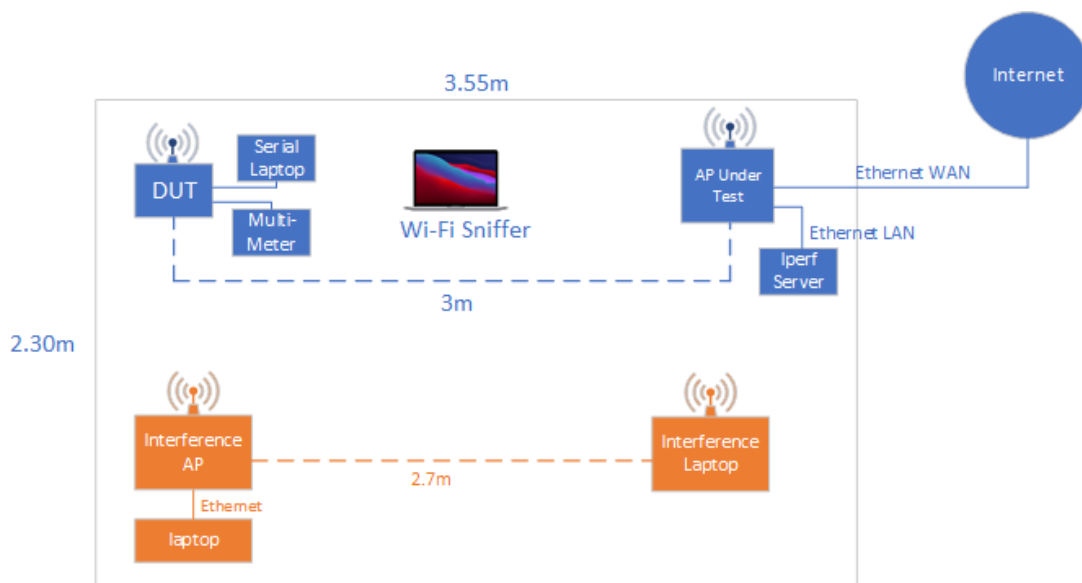 Internet
3.55m
Serial
Laptop
DUT
Multi-
Meter
Wi-Fi Sniffer
AP Under
Test
Ethernet WAN
Ethernet LAN
Iperf
Server
3m
2.30m
Interference
AP
2.7m
Interference
Laptop
Ethernet
laptop